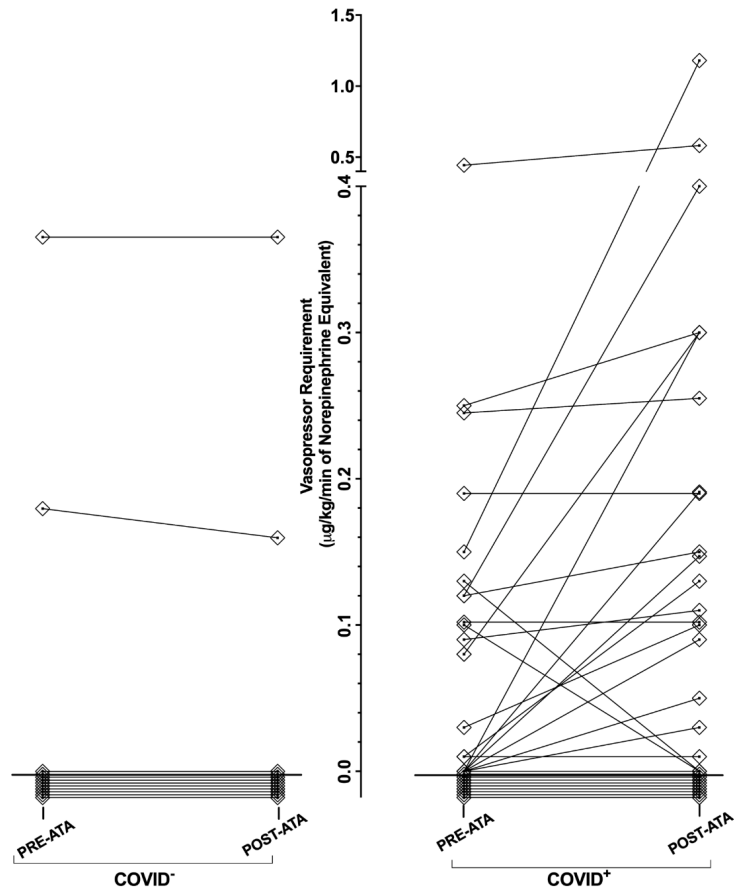 1.5
1.0
0.5
0.4
0.3
0.2
0.1
0.0
Vasopressor Requirement
(µg/kg/min of Norepinephrine Equivalent)
PRE-ATA
POST-ATA
PRE-ATA
POST-ATA
COVID⁻
COVID⁺